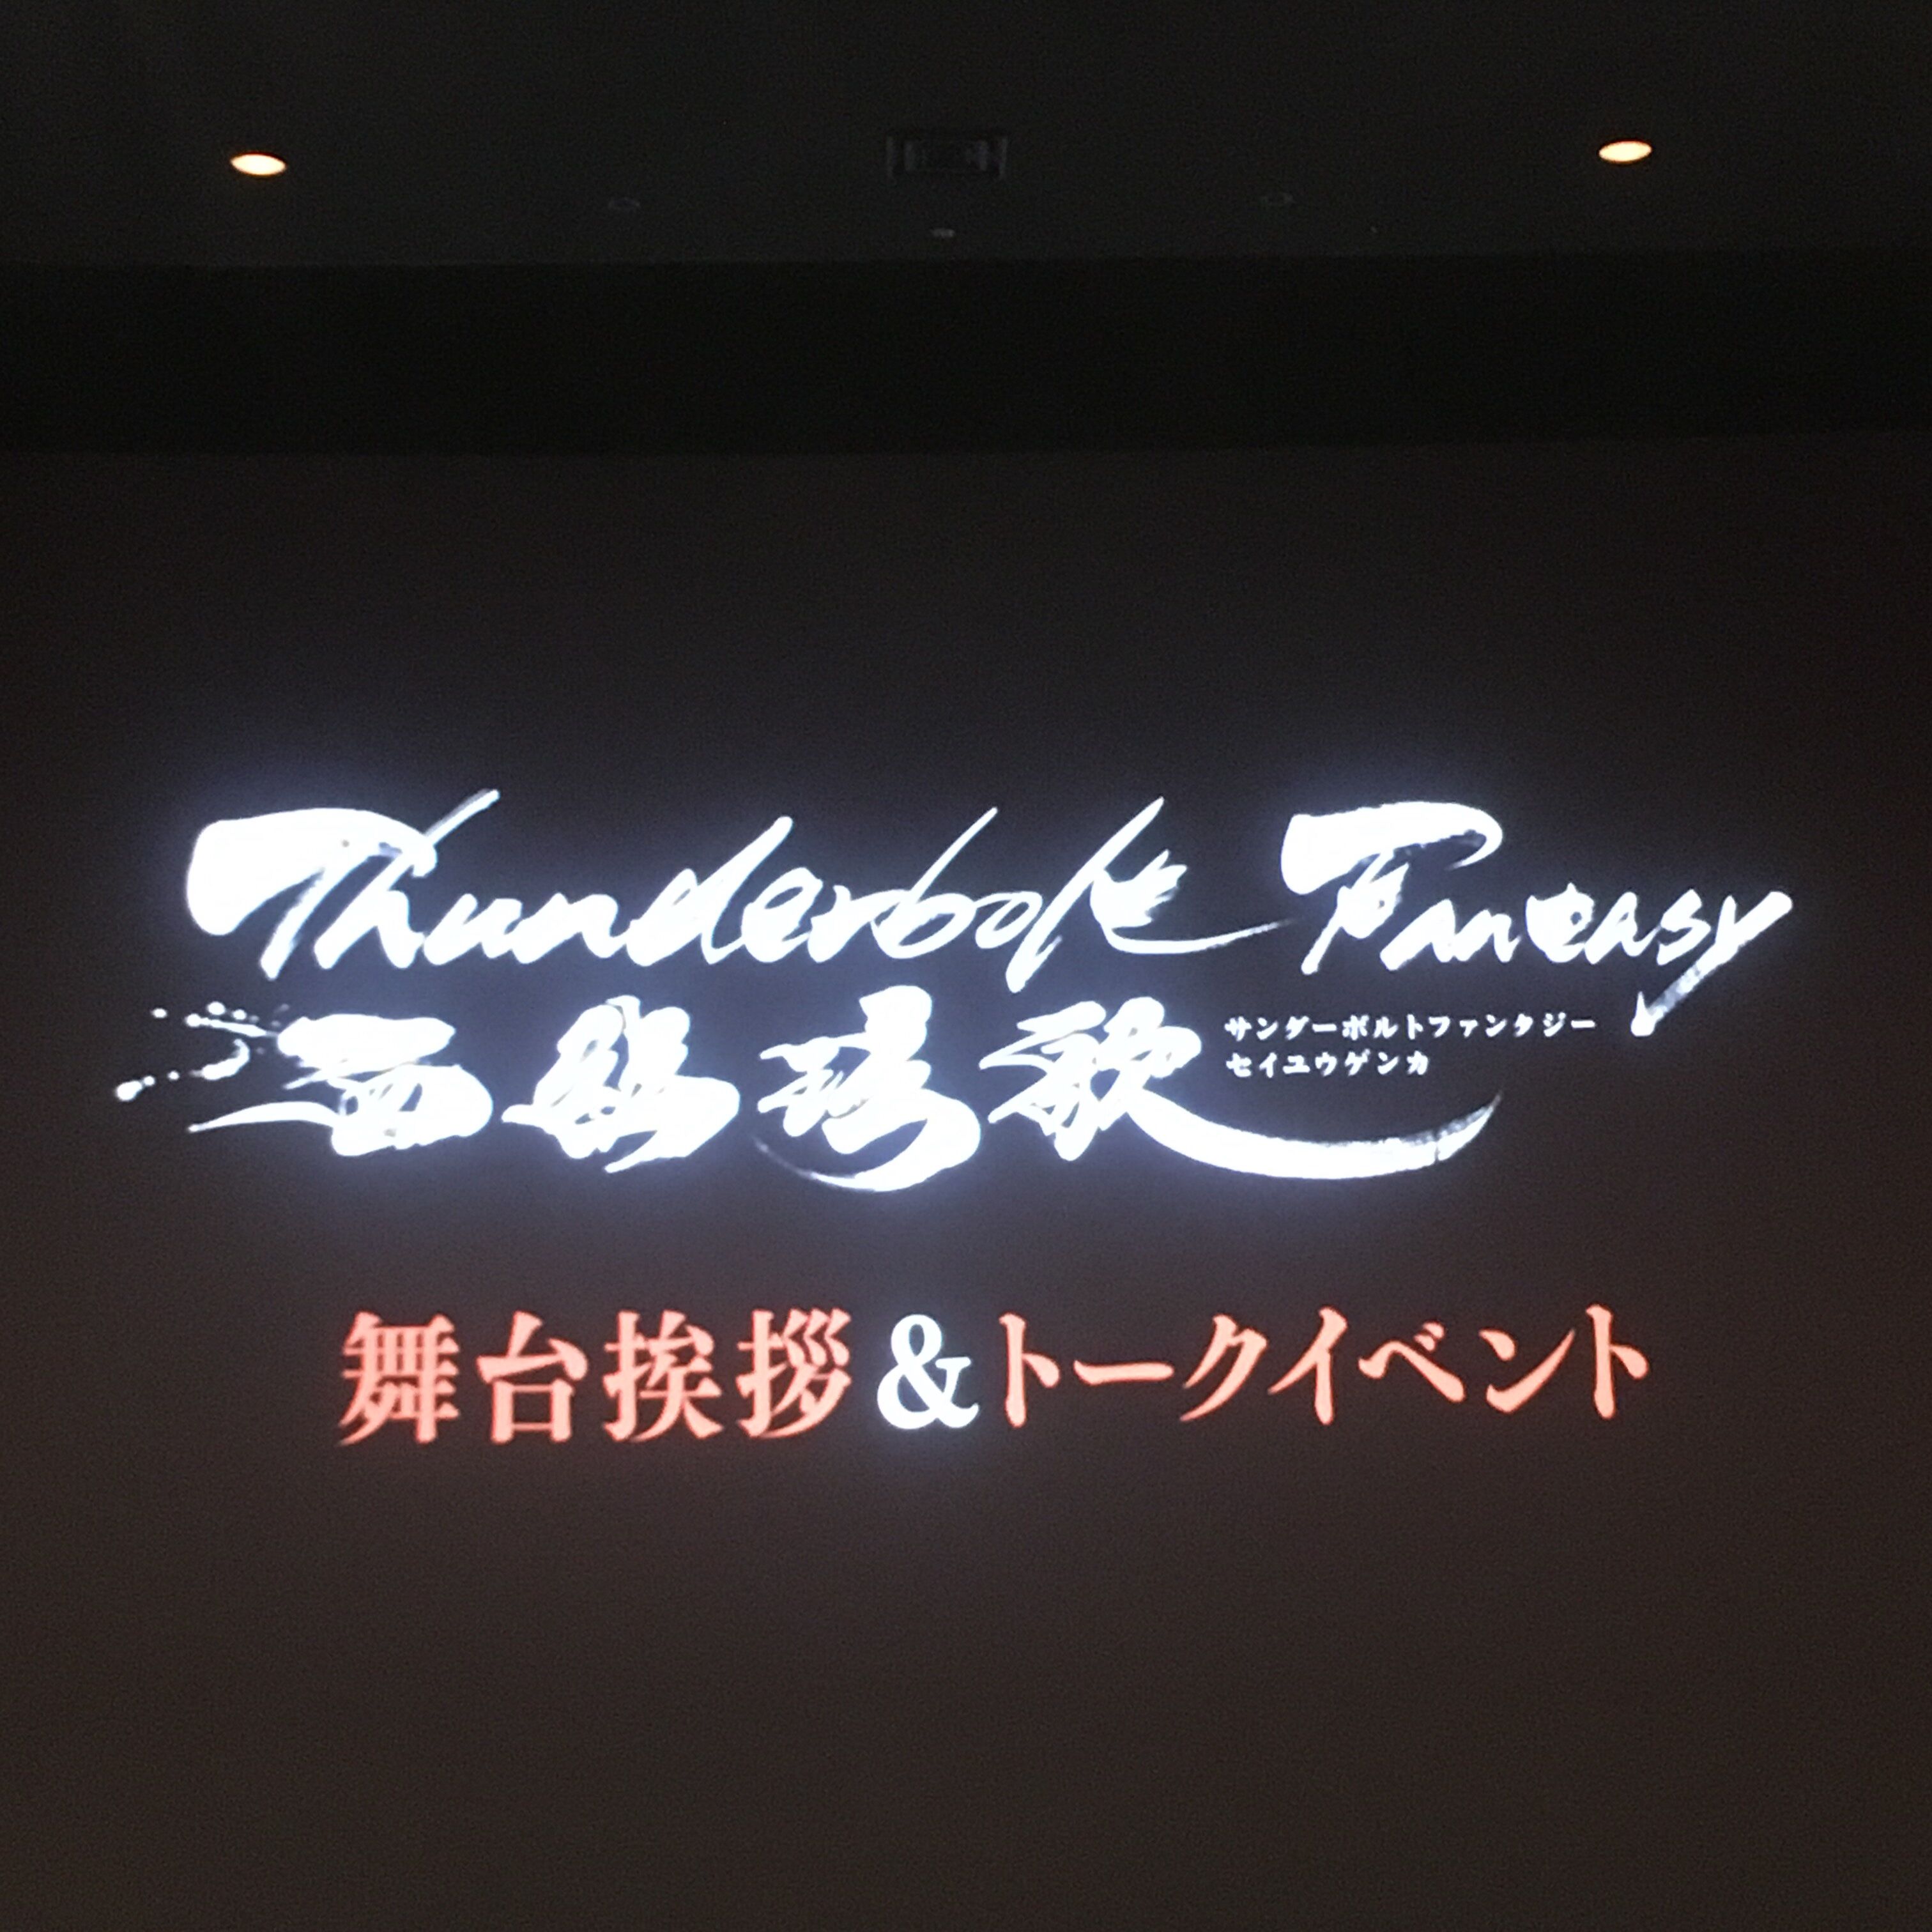 Thunderbolt Fantasy
西幽玹歌
サンダーボルトファンタジー
セイユウゲンカ
舞台挨拶&トークイベント